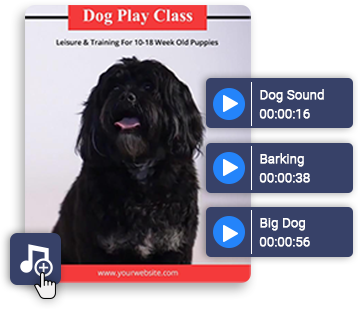 Dog Play Class
Leisure & Training For 10-18 Week Old Puppies
Dog Sound
00:00:16
Barking
00:00:38
Big Dog
00:00:56
www.yourwebsite.com